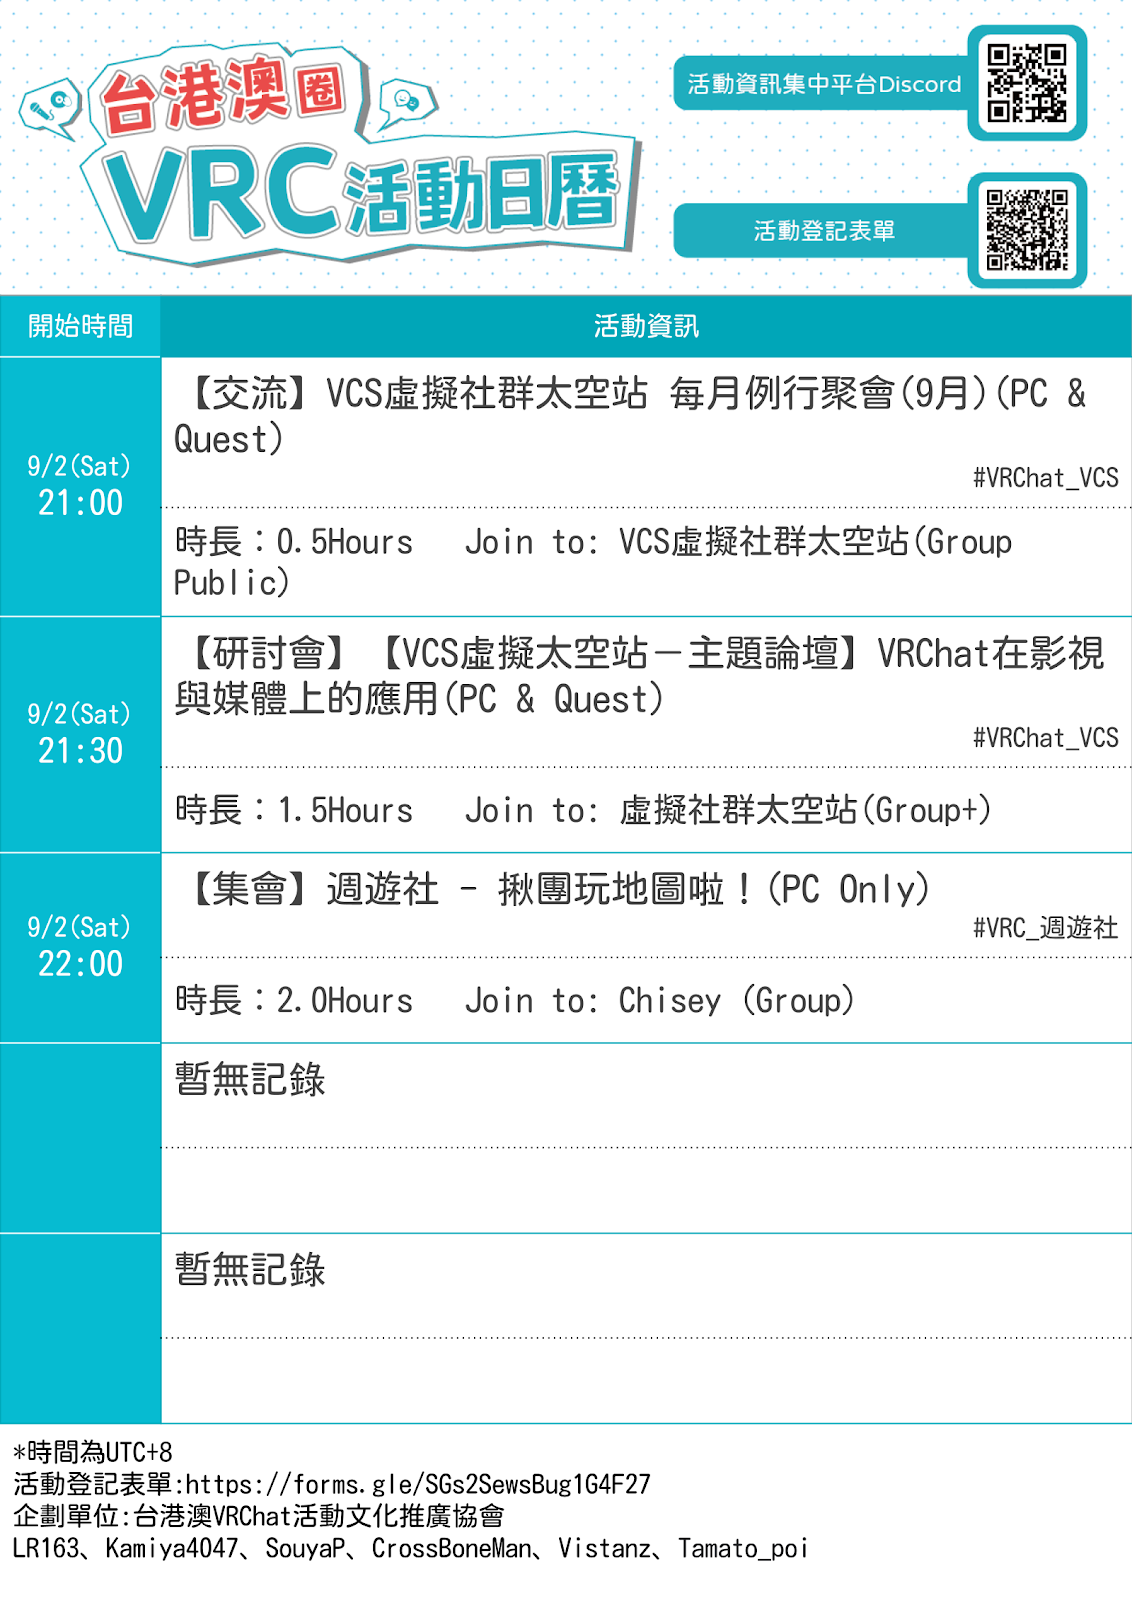 台港澳圈
VRC活動日曆
活動資訊集中平台Discord
活動登記表單
開始時間
活動資訊
9/2(Sat)
21:00
【交流】VCS虛擬社群太空站 每月例行聚會(9月)(PC &
Quest)
#VRChat_VCS
時長：0.5Hours Join to: VCS虛擬社群太空站(Group
Public)
9/2(Sat)
21:30
【研討會】【VCS虛擬太空站－主題論壇】VRChat在影視
與媒體上的應用(PC & Quest)
#VRChat_VCS
時長：1.5Hours Join to: 虛擬社群太空站(Group+)
9/2(Sat)
22:00
【集會】週遊社 - 揪團玩地圖啦！(PC Only)
#VRC_週遊社
時長：2.0Hours Join to: Chisey (Group)
暫無記錄
暫無記錄
*時間為UTC+8
活動登記表單:https://forms.gle/SGs2SewsBug1G4F27
企劃單位:台港澳VRChat活動文化推廣協會
LR163、Kamiya4047、SouyaP、CrossBoneMan、Vistanz、Tamato_poi